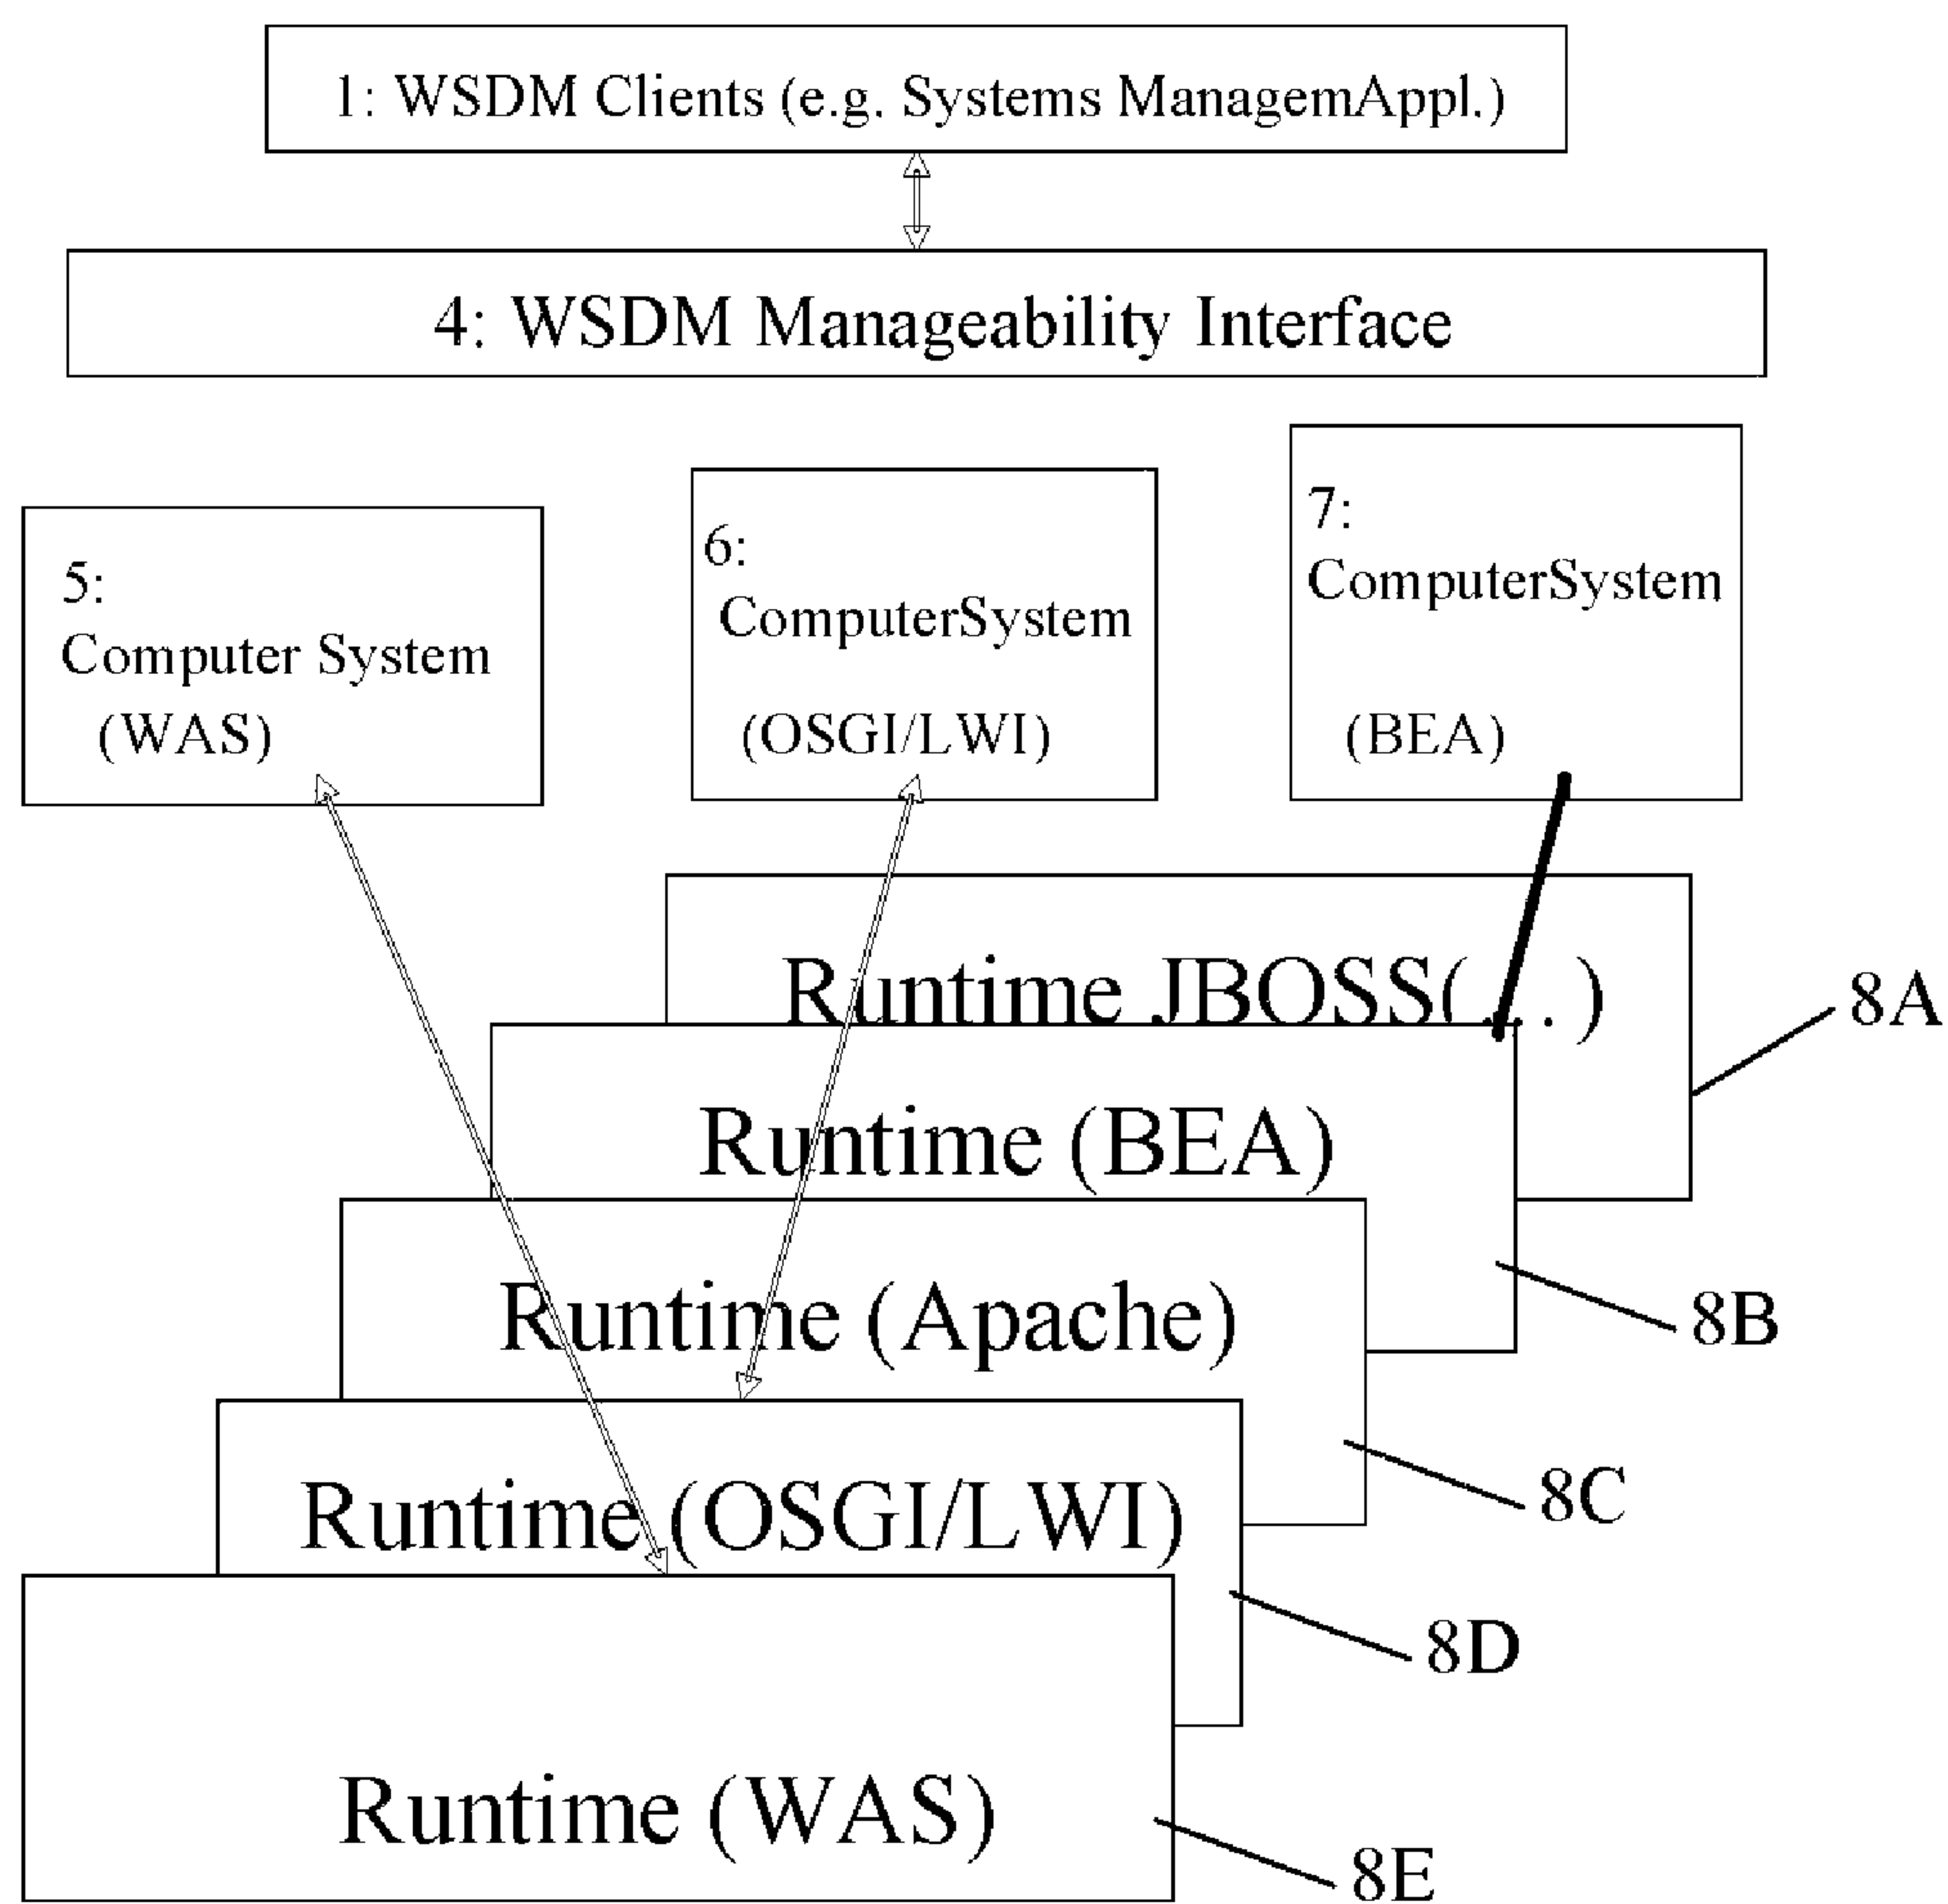 1: WSDM Clients (e.g. Systems ManagemAppl.)
4: WSDM Manageability Interface
5:
Computer System
(WAS)
6:
ComputerSystem
(OSGI/LWI)
7:
ComputerSystem
(BEA)
Runtime JBOSS(. . . )
8A
Runtime (BEA)
8B
Runtime (Apache)
8C
Runtime (OSGI/LWI)
8D
Runtime (WAS)
8E